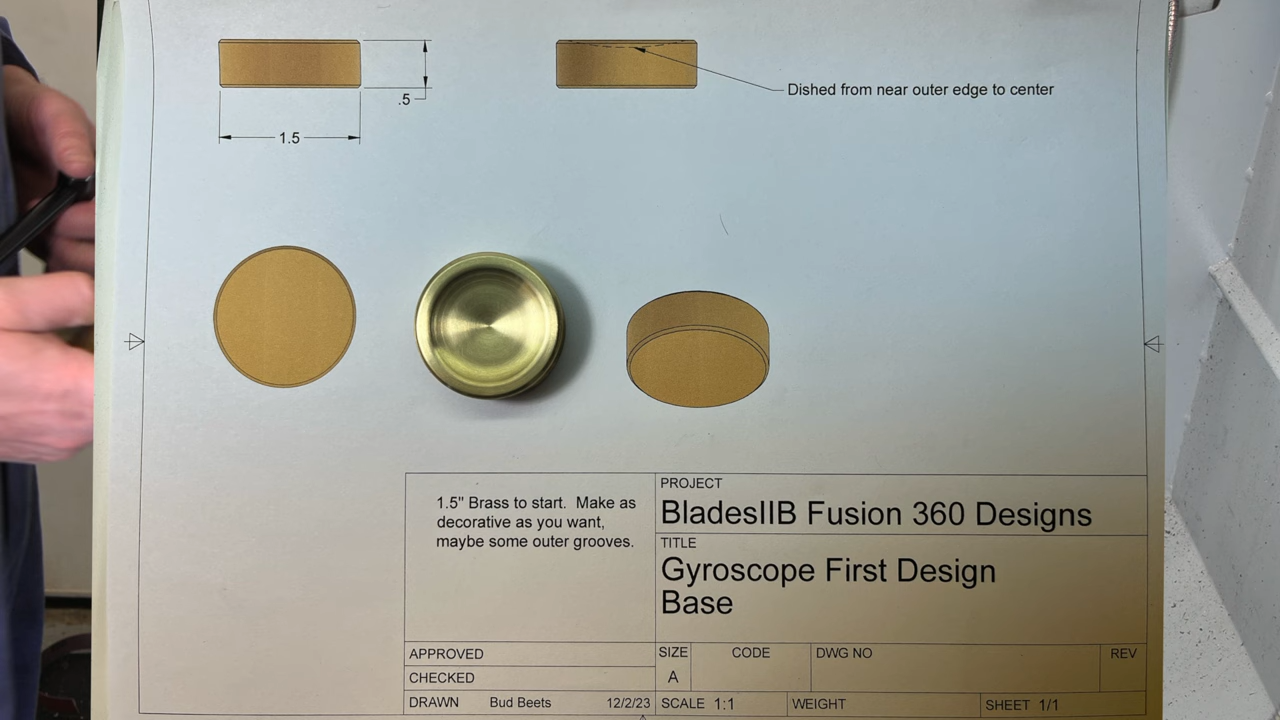 .5
1.5
Dished from near outer edge to center
1.5" Brass to start. Make as
decorative as you want,
maybe some outer grooves.
PROJECT
BladesIIB Fusion 360 Designs
TITLE
Gyroscope First Design
Base
APPROVED
CHECKED
DRAWN Bud Beets 12/2/23
SIZE
A
CODE
DWG NO
REV
SCALE 1:1
WEIGHT
SHEET 1/1